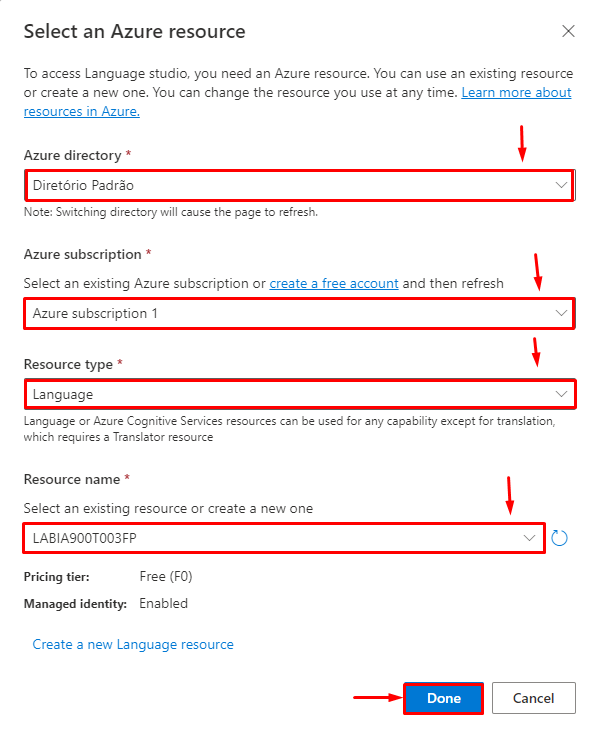 Select an Azure resource
To access Language studio, you need an Azure resource. You can use an existing resource
or create a new one. You can change the resource you use at any time. Learn more about
resources in Azure.
Azure directory *
Diretório Padrão
Note: Switching directory will cause the page to refresh.
Azure subscription *
Select an existing Azure subscription or create a free account and then refresh
Azure subscription 1
Resource type *
Language
Language or Azure Cognitive Services resources can be used for any capability except for translation,
which requires a Translator resource
Resource name *
Select an existing resource or create a new one
LABIA900T003FP
Pricing tier: Free (F0)
Managed identity: Enabled
Create a new Language resource
Done Cancel